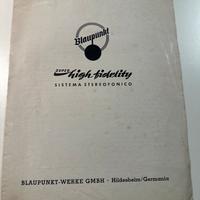 Blaupunkt
SUPER
high fidelity
SISTEMA STEREOFONICO
BLAUPUNKT-WERKE GMBH - Hildesheim/Germania